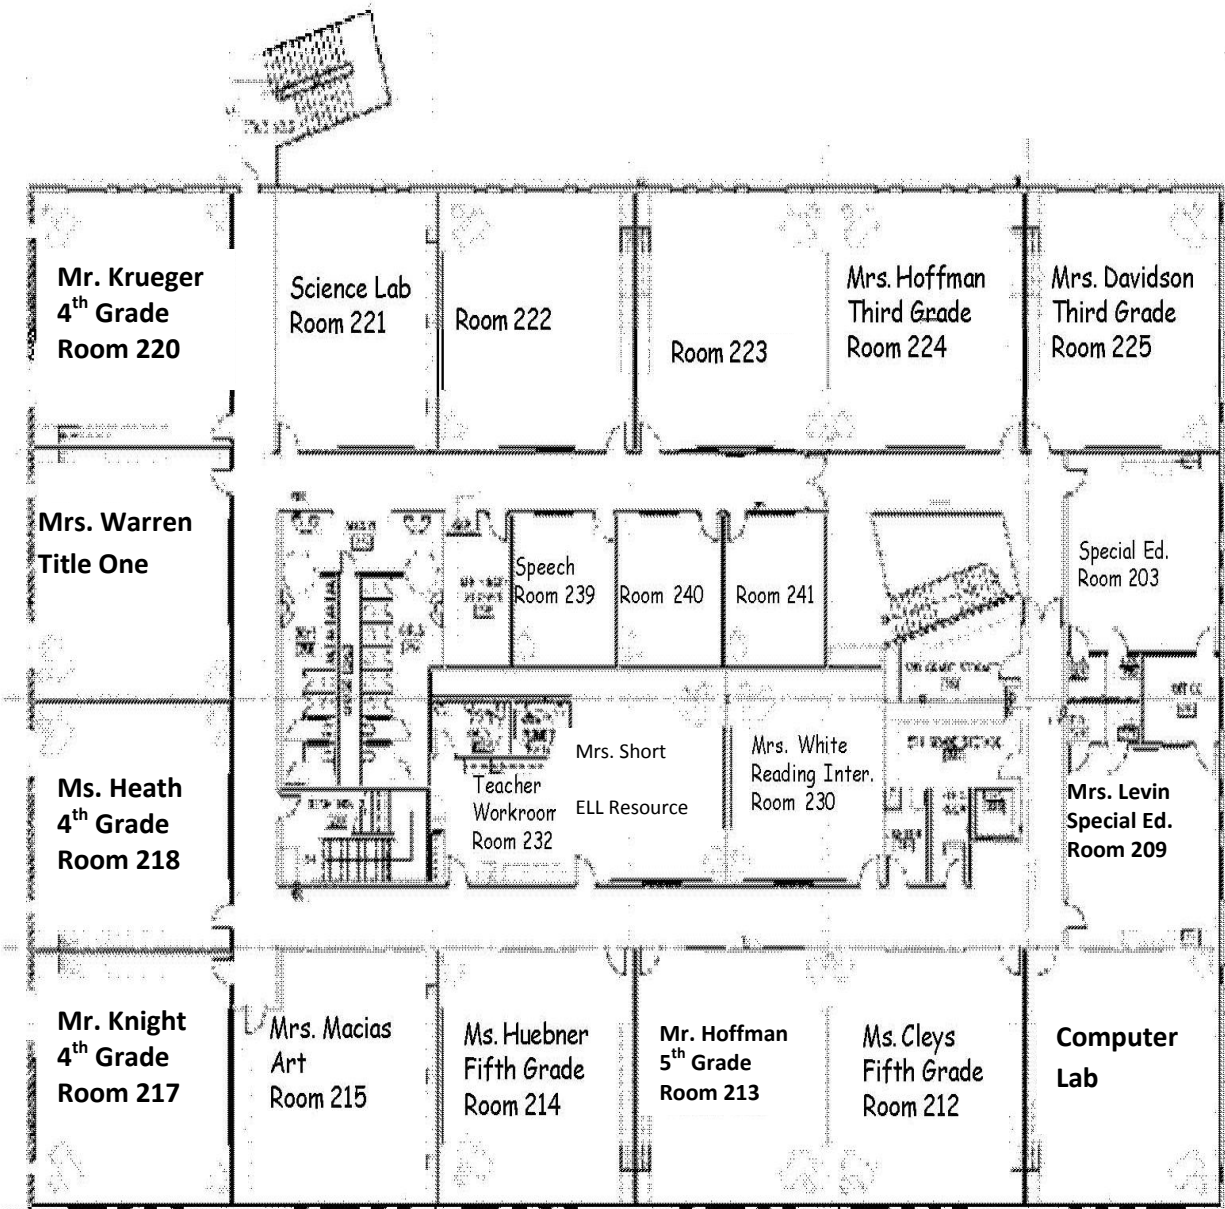 Mr. Krueger
4th Grade
Room 220
Science Lab
Room 221
Room 222
Room 223
Mrs. Hoffman
Third Grade
Room 224
Mrs. Davidson
Third Grade
Room 225
Mrs. Warren
Title One
Speech
Room 239
Room 240
Room 241
Special Ed.
Room 203
Ms. Heath
4th Grade
Room 218
Teacher
Workroom
Room 232
Mrs. Short
ELL Resource
Mrs. White
Reading Inter.
Room 230
Mrs. Levin
Special Ed.
Room 209
Mr. Knight
4th Grade
Room 217
Mrs. Macias
Art
Room 215
Ms. Huebner
Fifth Grade
Room 214
Mr. Hoffman
5th Grade
Room 213
Ms. Cleys
Fifth Grade
Room 212
Computer
Lab